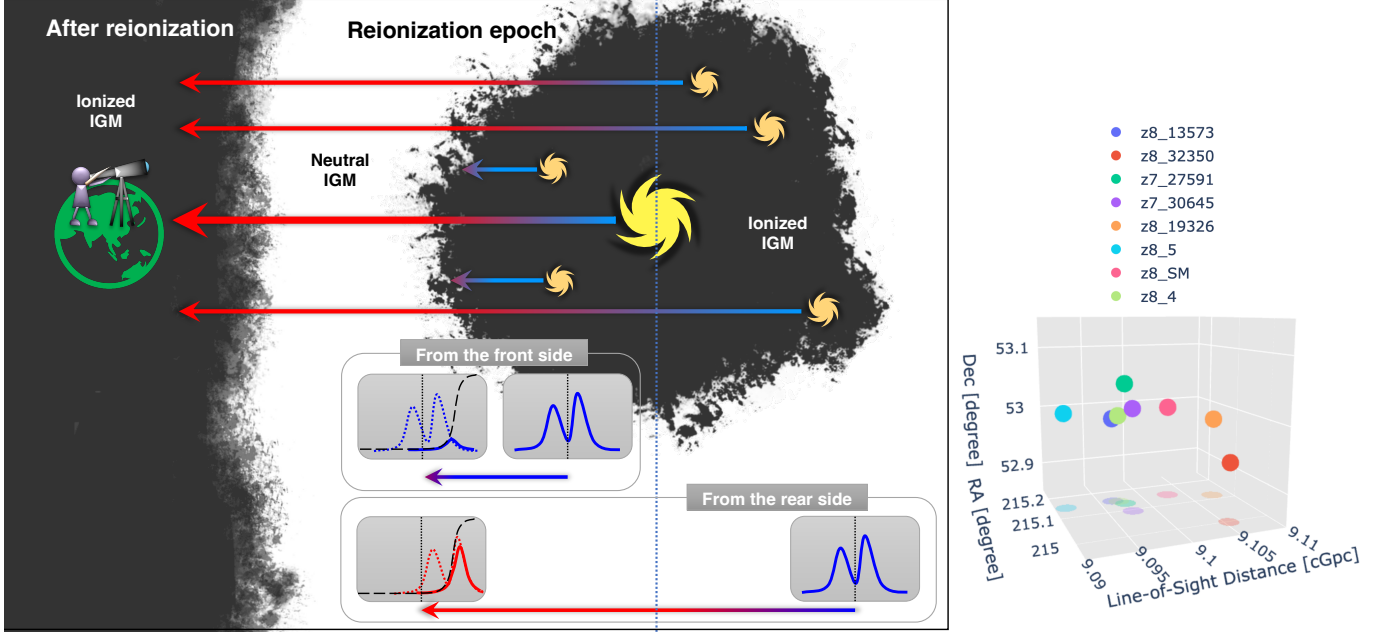 After reionization
Reionization epoch
Ionized
IGM
Neutral
IGM
Ionized
IGM
From the front side
From the rear side
z8_13573
z8_32350
z7_27591
z7_30645
z8_19326
z8_5
z8_SM
z8_4
Dec [degree]
53.1
53
52.9
RA [degree]
215.2
215.1
215
9.09
9.095
9.1
9.105
9.11
Line-of-Sight Distance [cGpc]